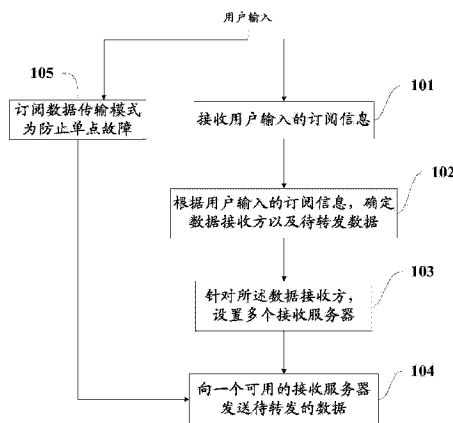 用户输入
105
订阅数据传输模式
为防止单点故障
101
接收用户输入的订阅信息
102
根据用户输入的订阅信息，确定
数据接收方以及待转发数据
103
针对所述数据接收方，
设置多个接收服务器
104
向一个可用的接收服务器
发送待转发的数据